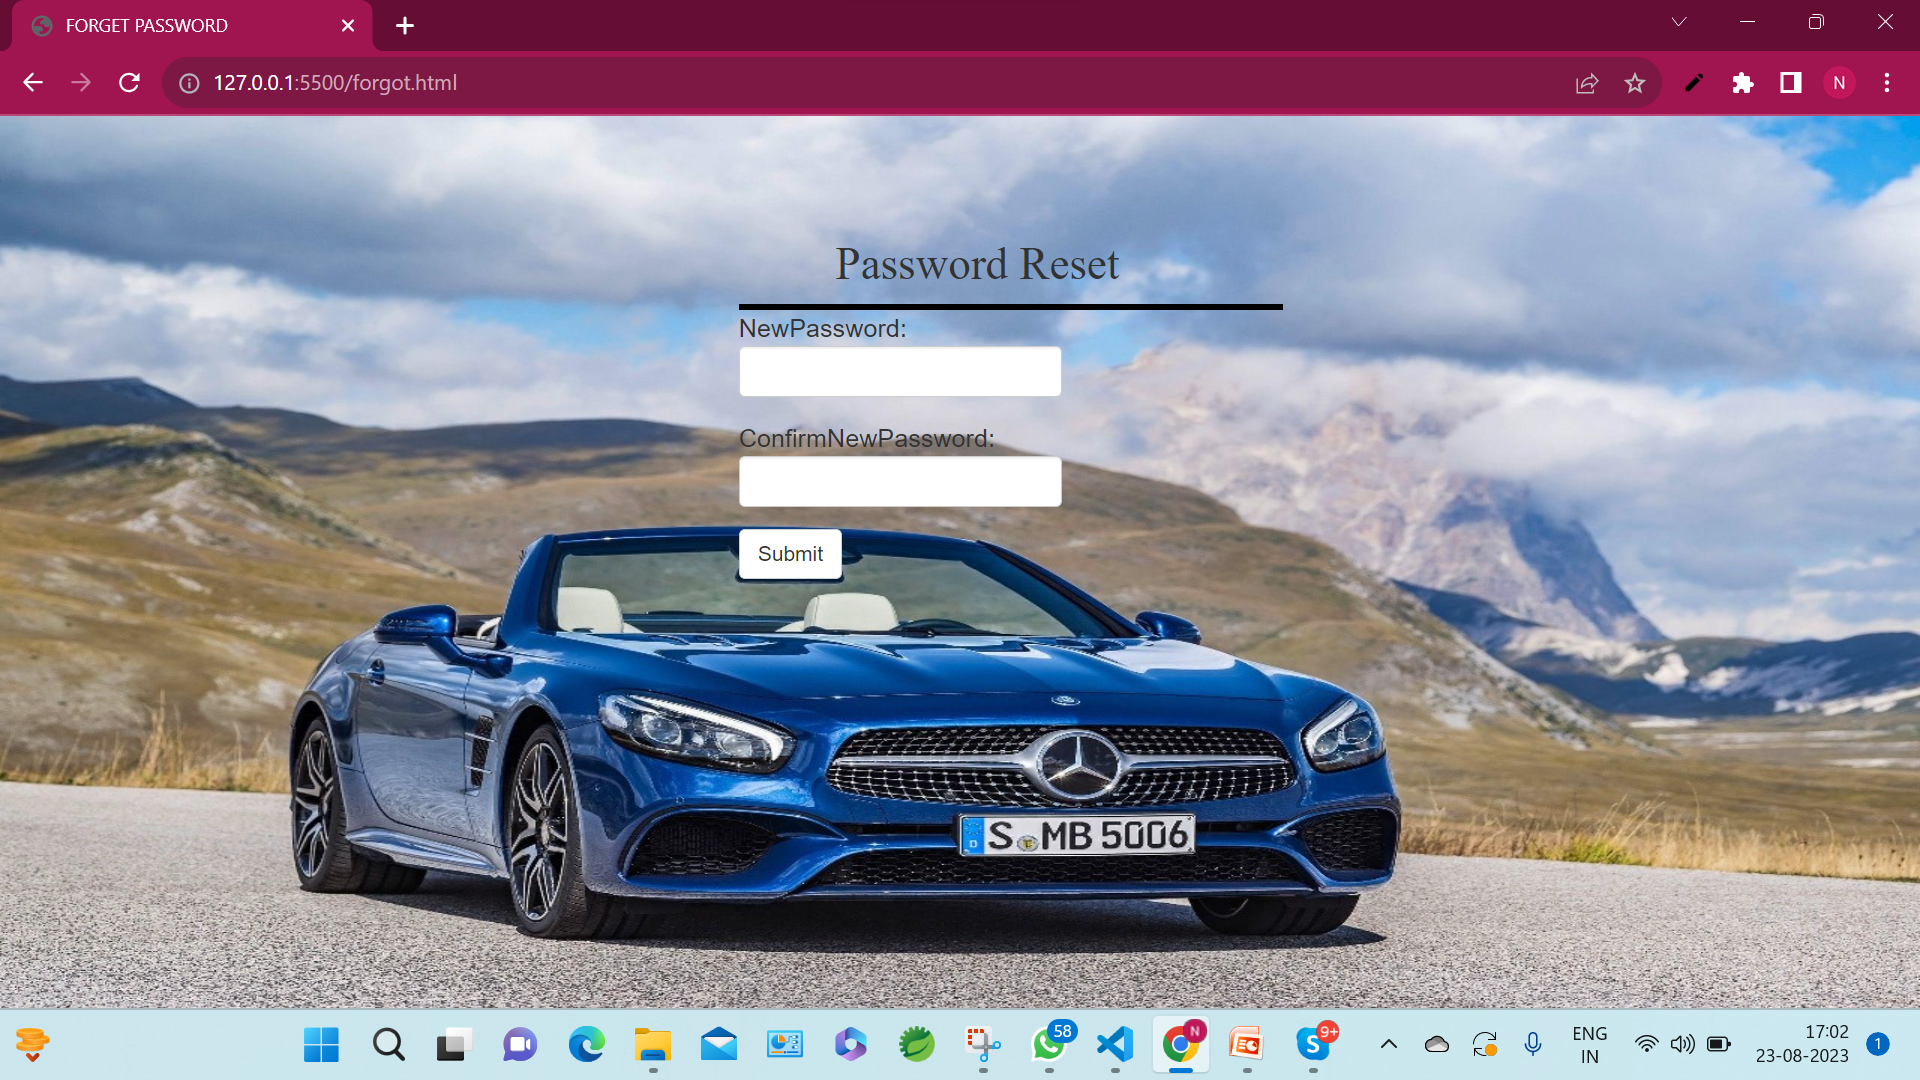 FORGET PASSWORD
127.0.0.1:5500/forgot.html
N
Password Reset
NewPassword:
ConfirmNewPassword:
Submit
S MB 5006
D
58
N
9+
S
ENG
IN
17:02
23-08-2023
1